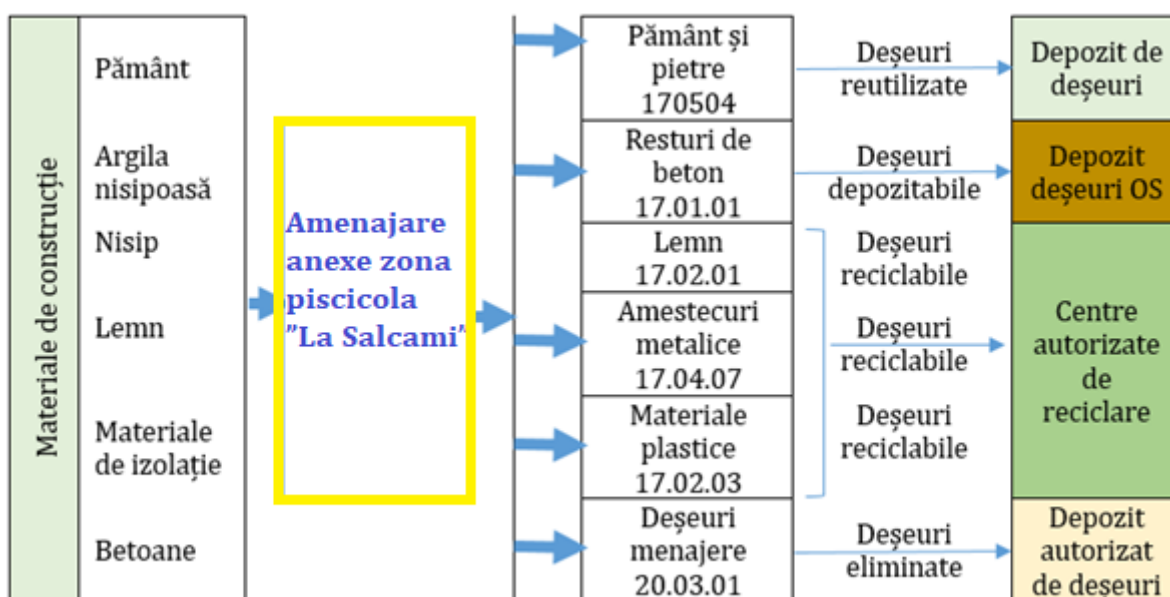 Materiale de construcție
Pământ
Argila
nisipoasă
Nisip
Lemn
Materiale
de izolație
Betoane
Amenajare
anexe zona
piscicola
"La Salcami"
Pământ și
pietre
170504
Resturi de
beton
17.01.01
Lemn
17.02.01
Amestecuri
metalice
17.04.07
Materiale
plastice
17.02.03
Deșeuri
menajere
20.03.01
Deșeuri
reutilizate
Deșeuri
depozitabile
Deșeuri
reciclabile
Deșeuri
reciclabile
Deșeuri
reciclabile
Deșeuri
eliminate
Depozit de
deșeuri
Depozit
deșeuri OS
Centre
autorizate
de
reciclare
Depozit
autorizat
de deșeuri